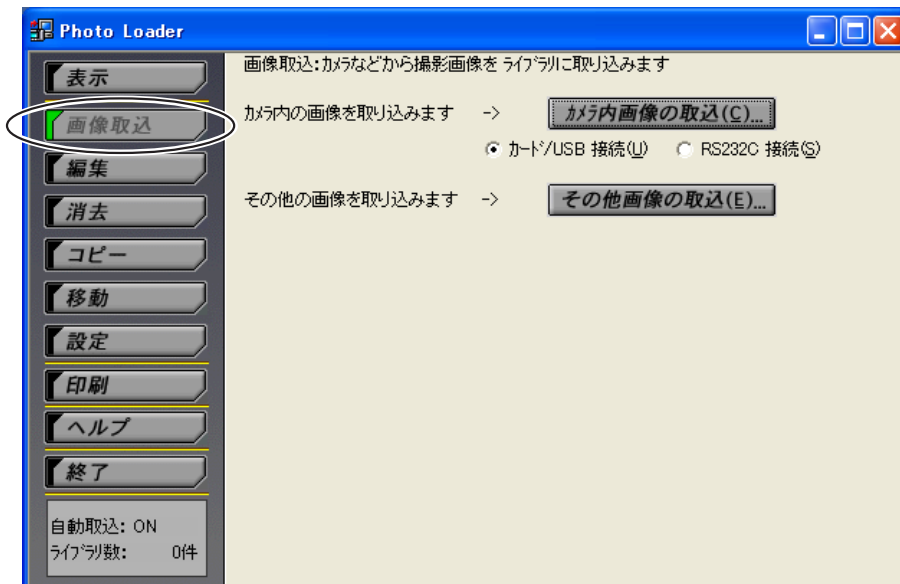 Photo Loader
表示
画像取込
編集
消去
コピー
移動
設定
印刷
ヘルプ
終了
自動取込: ON
ﾗｲﾌﾞﾗﾘ数: 0件
画像取込:ｶﾒﾗなどから撮影画像を ﾗｲﾌﾞﾗﾘに取り込みます
ｶﾒﾗ内の画像を取り込みます -> ｶﾒﾗ内画像の取込(C)...
ｶｰﾄﾞ/USB 接続(U) RS232C 接続(S)
その他の画像を取り込みます -> その他画像の取込(E)...